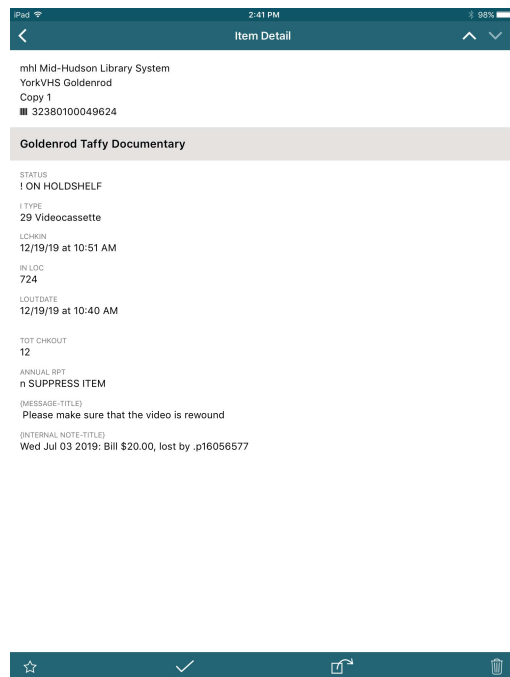 iPad 2:41 PM 98%
Item Detail
mhl Mid-Hudson Library System
YorkVHS Goldenrod
Copy 1
32380100049624
Goldenrod Taffy Documentary
STATUS
! ON HOLDSHELF
I TYPE
29 Videocassette
LCHKIN
12/19/19 at 10:51 AM
IN LOC
724
LOUTDATE
12/19/19 at 10:40 AM
TOT CHKOUT
12
ANNUAL RPT
n SUPPRESS ITEM
{MESSAGE-TITLE}
Please make sure that the video is rewound
{INTERNAL NOTE-TITLE}
Wed Jul 03 2019: Bill $20.00, lost by .p16056577